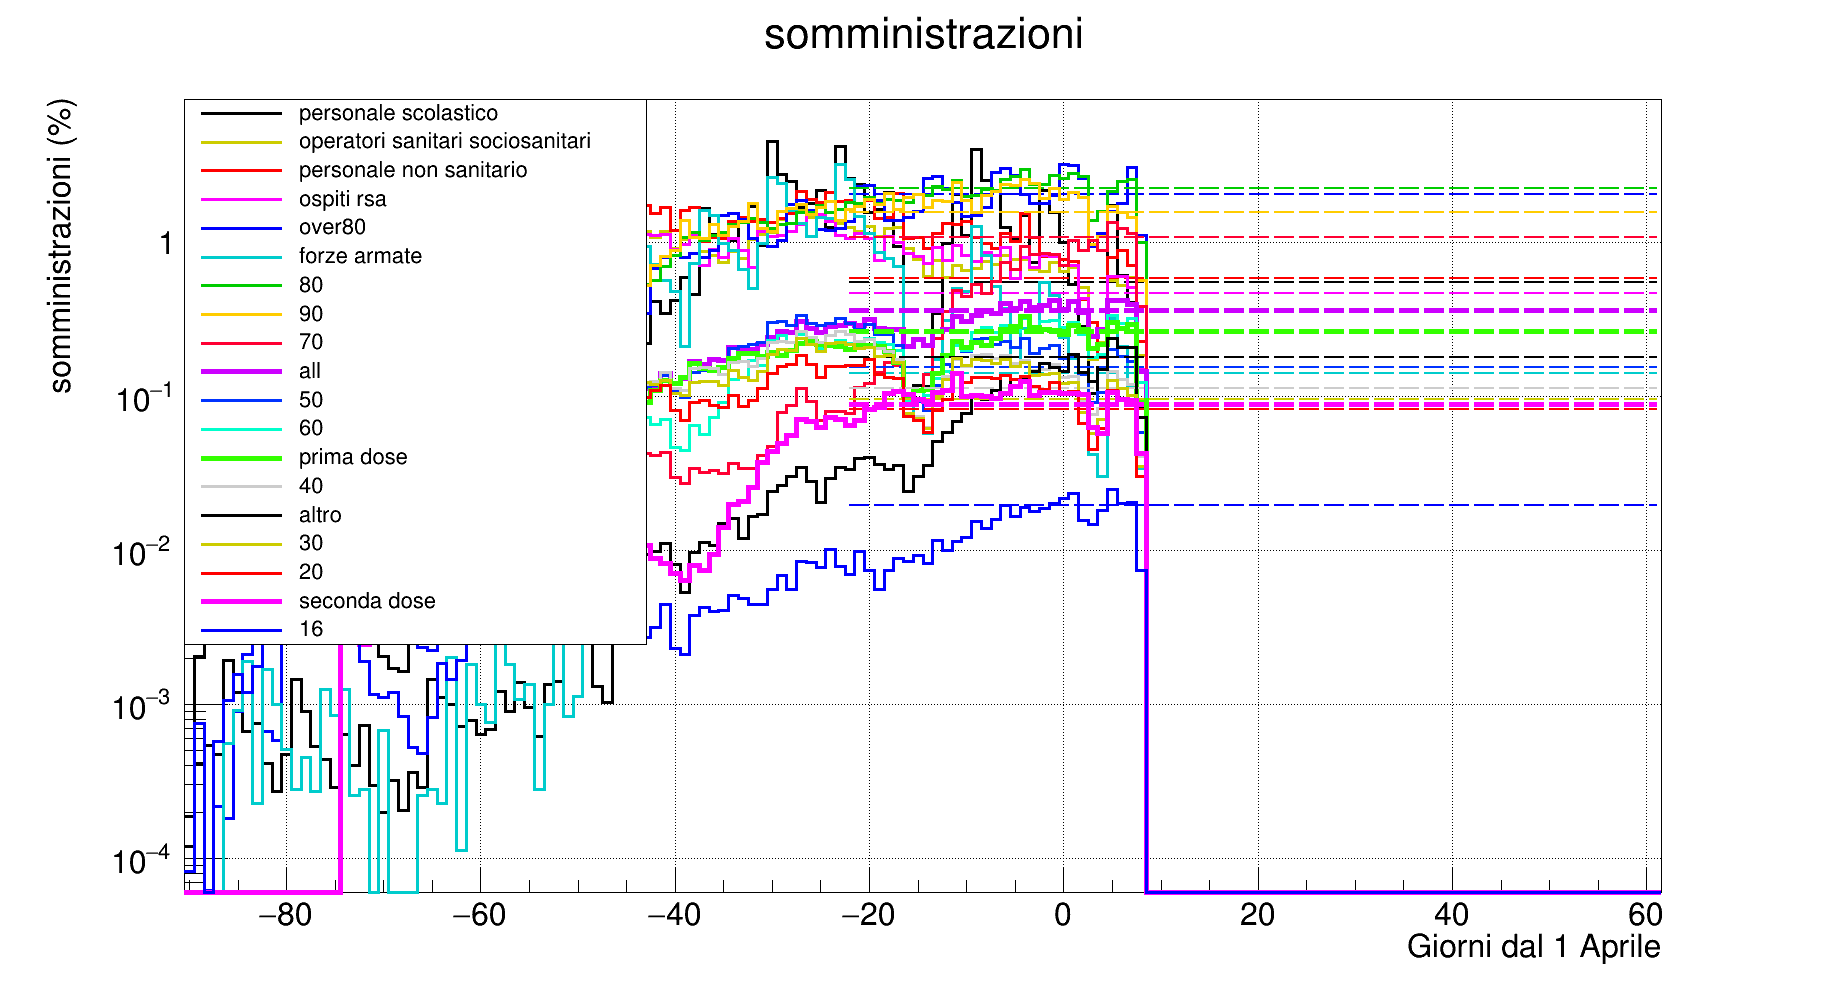 somministrazioni
somministrazioni (%)
personale scolastico
operatori sanitari sociosanitari
personale non sanitario
ospiti rsa
over80
forze armate
80
90
70
all
50
60
prima dose
40
altro
30
20
seconda dose
16
1
10−1
10−2
10−3
10−4
−80 −60 −40 −20 0 20 40 60
Giorni dal 1 Aprile